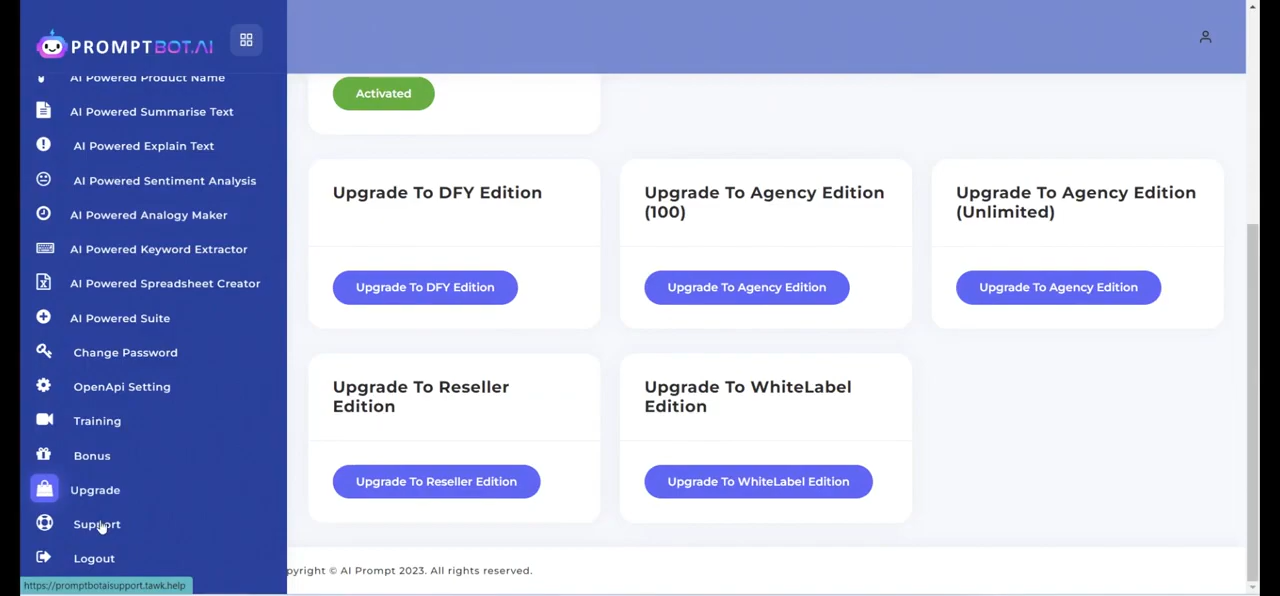 PROMPTBOT.AI
AI Powered Product Name
AI Powered Summarise Text
AI Powered Explain Text
AI Powered Sentiment Analysis
AI Powered Analogy Maker
AI Powered Keyword Extractor
AI Powered Spreadsheet Creator
AI Powered Suite
Change Password
OpenApi Setting
Training
Bonus
Upgrade
Support
Logout
https://promptbotaisupport.tawk.help
Activated
Upgrade To DFY Edition
Upgrade To DFY Edition
Upgrade To Agency Edition
(100)
Upgrade To Agency Edition
Upgrade To Agency Edition
(Unlimited)
Upgrade To Agency Edition
Upgrade To Reseller
Edition
Upgrade To Reseller Edition
Upgrade To WhiteLabel
Edition
Upgrade To WhiteLabel Edition
pyright © AI Prompt 2023. All rights reserved.